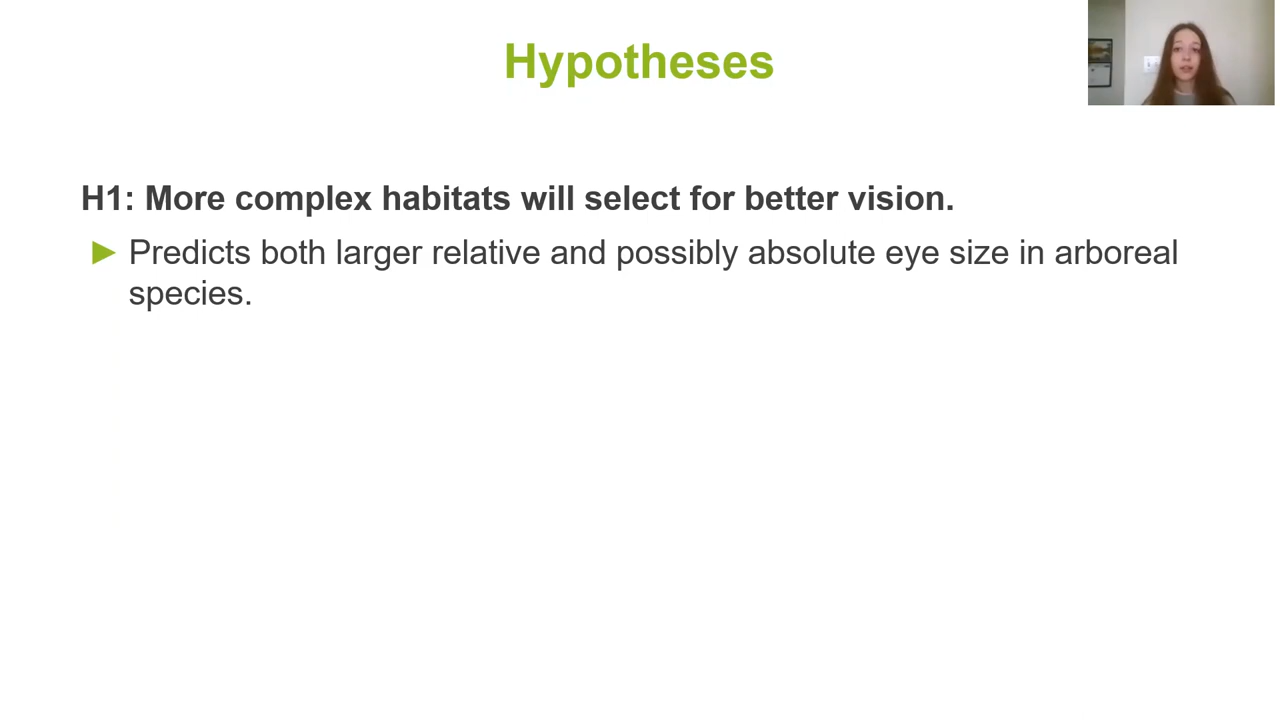 Hypotheses
H1: More complex habitats will select for better vision.
Predicts both larger relative and possibly absolute eye size in arboreal
species.